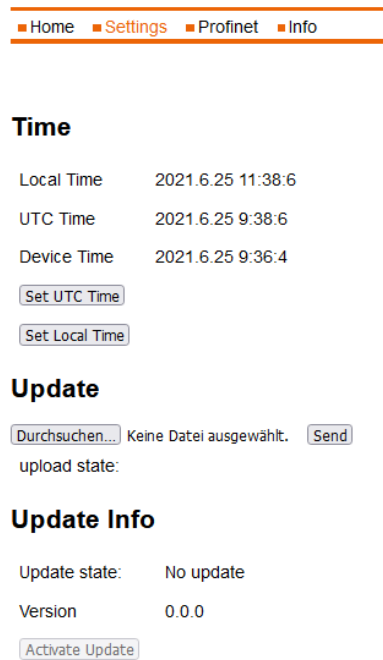 Home Settings Profinet Info
Time
Local Time 2021.6.25 11:38:6
UTC Time 2021.6.25 9:38:6
Device Time 2021.6.25 9:36:4
Set UTC Time
Set Local Time
Update
Durchsuchen... Keine Datei ausgewählt. Send
upload state:
Update Info
Update state: No update
Version 0.0.0
Activate Update